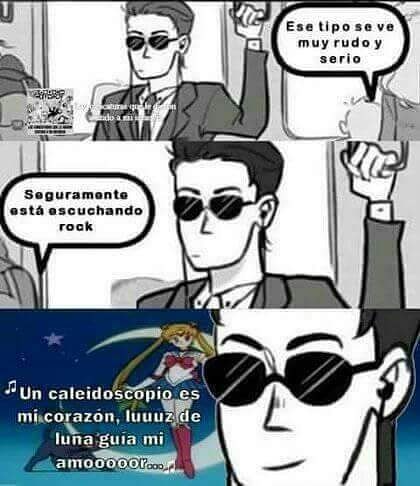 Ese tipo se ve
muy rudo y
serio
Seguramente
está escuchando
rock
Un caleidoscopio es
mi corazón, luuuz de
luna guía mi
amooooor...